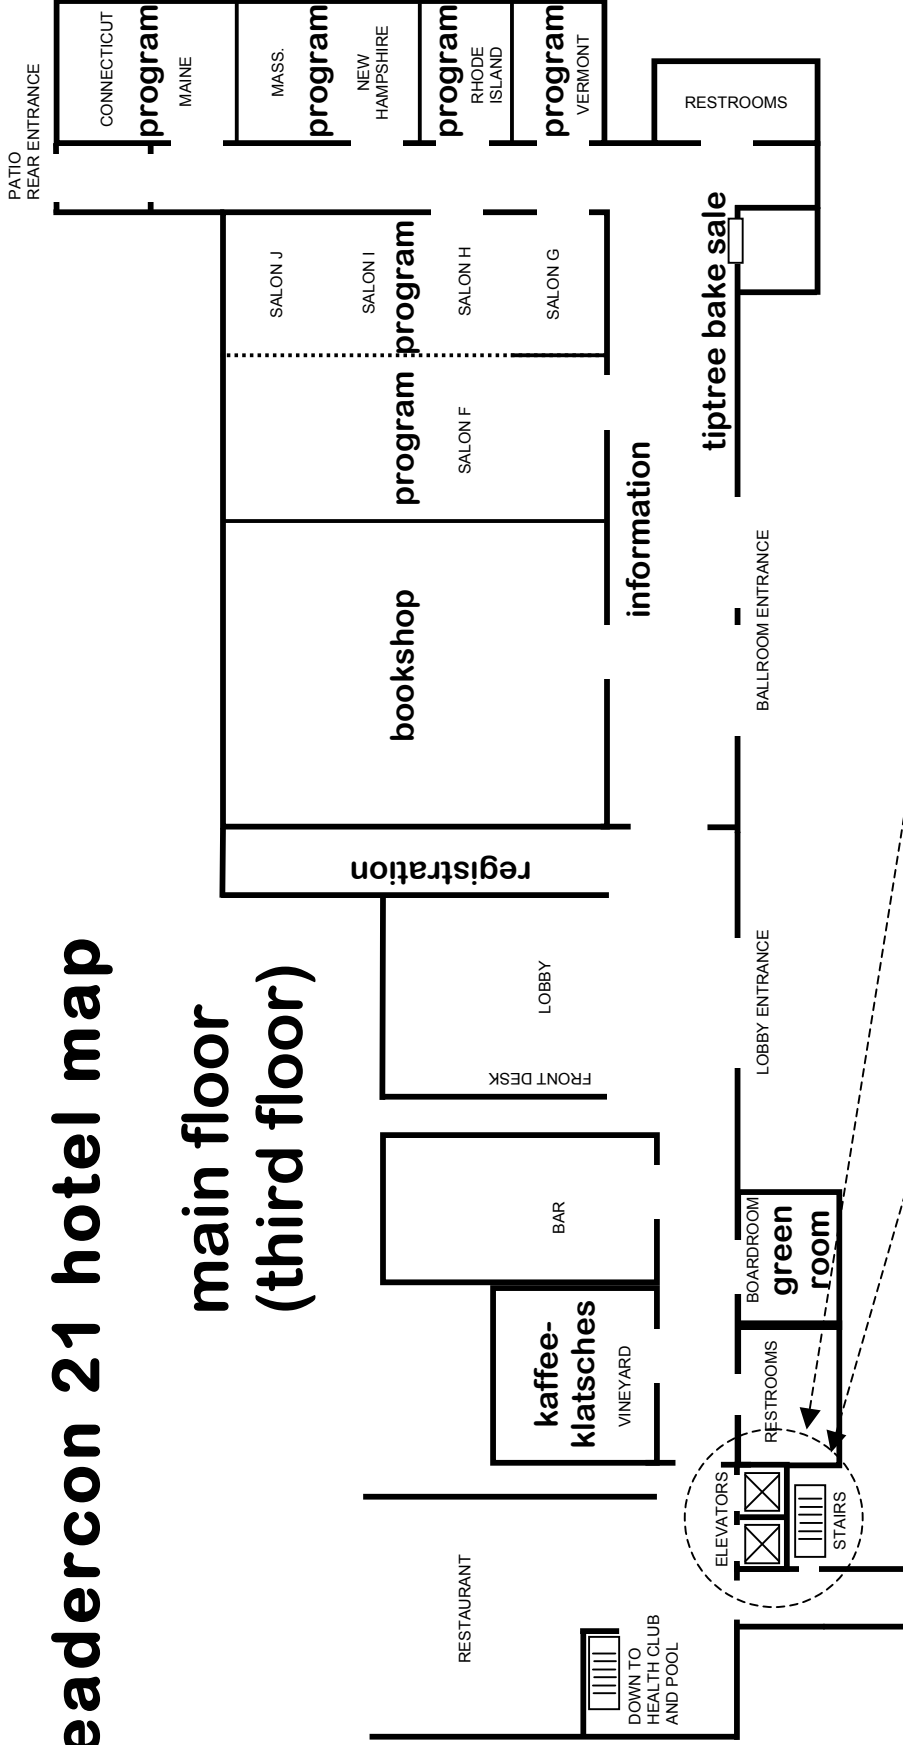 eadercon 21 hotel map
main floor
(third floor)
PATIO
REAR ENTRANCE
CONNECTICUT
program
MAINE
MASS.
program
NEW
HAMPSHIRE
program
RHODE
ISLAND
program
VERMONT
RESTROOMS
SALON J
SALON I
program
SALON H
SALON G
program
SALON F
tiptree bake sale
information
bookshop
BALLROOM ENTRANCE
registration
LOBBY
FRONT DESK
LOBBY ENTRANCE
BAR
BOARDROOM
green
room
kaffee-
klatsches
VINEYARD
RESTROOMS
ELEVATORS
STAIRS
RESTAURANT
DOWN TO
HEALTH CLUB
AND POOL